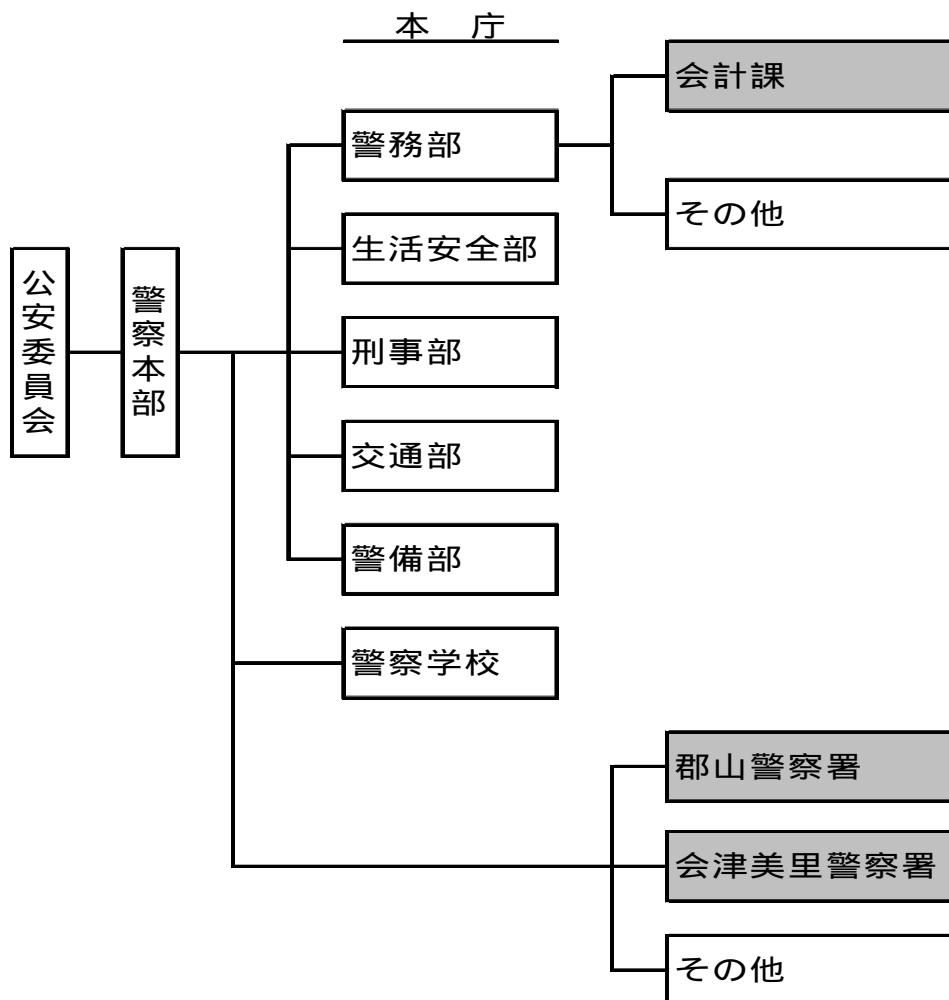 本 庁
会計課
警務部
その他
生活安全部
公安委員会
警察本部
刑事部
交通部
警備部
警察学校
郡山警察署
会津美里警察署
その他